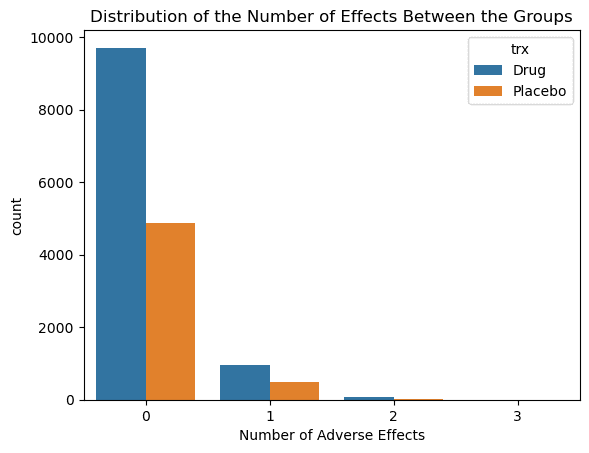 Distribution of the Number of Effects Between the Groups
10000
8000
6000
4000
2000
0
count
trx
Drug
Placebo
0 1 2 3
Number of Adverse Effects